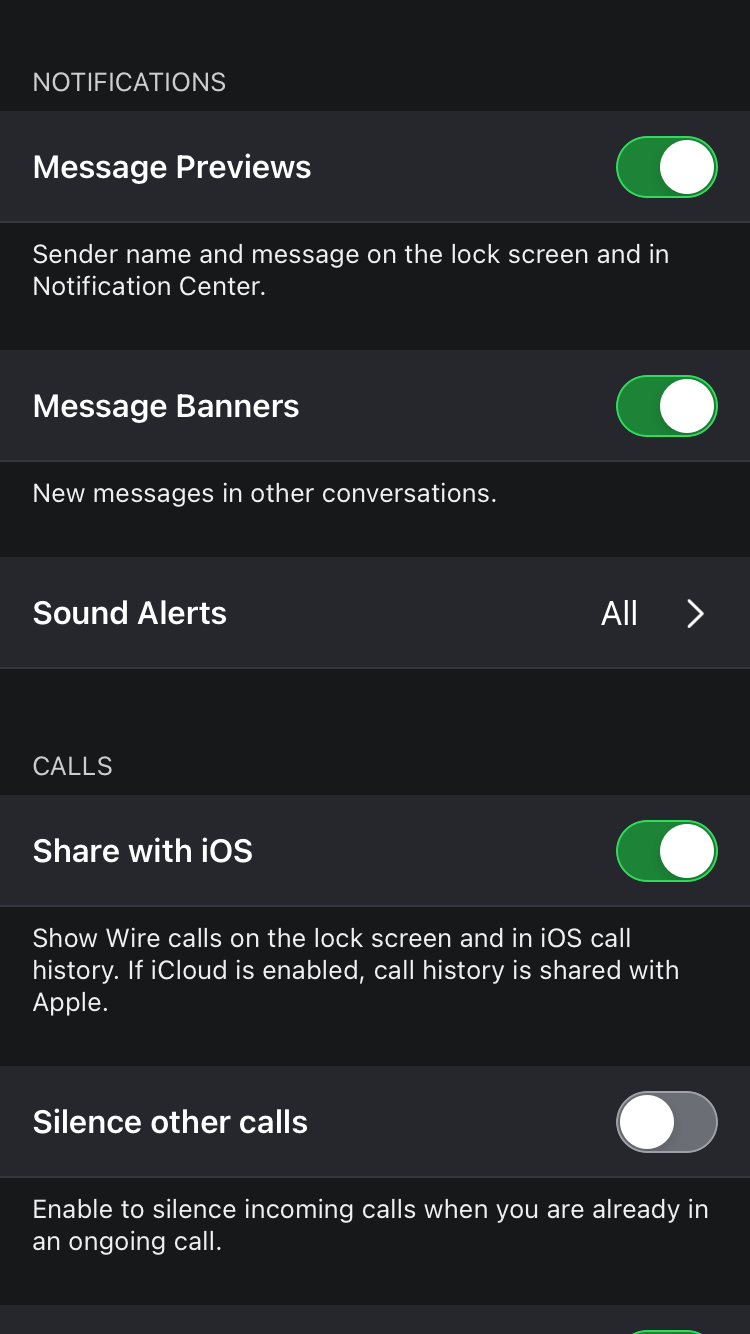 NOTIFICATIONS
Message Previews
Sender name and message on the lock screen and in
Notification Center.
Message Banners
New messages in other conversations.
Sound Alerts All
CALLS
Share with iOS
Show Wire calls on the lock screen and in iOS call
history. If iCloud is enabled, call history is shared with
Apple.
Silence other calls
Enable to silence incoming calls when you are already in
an ongoing call.